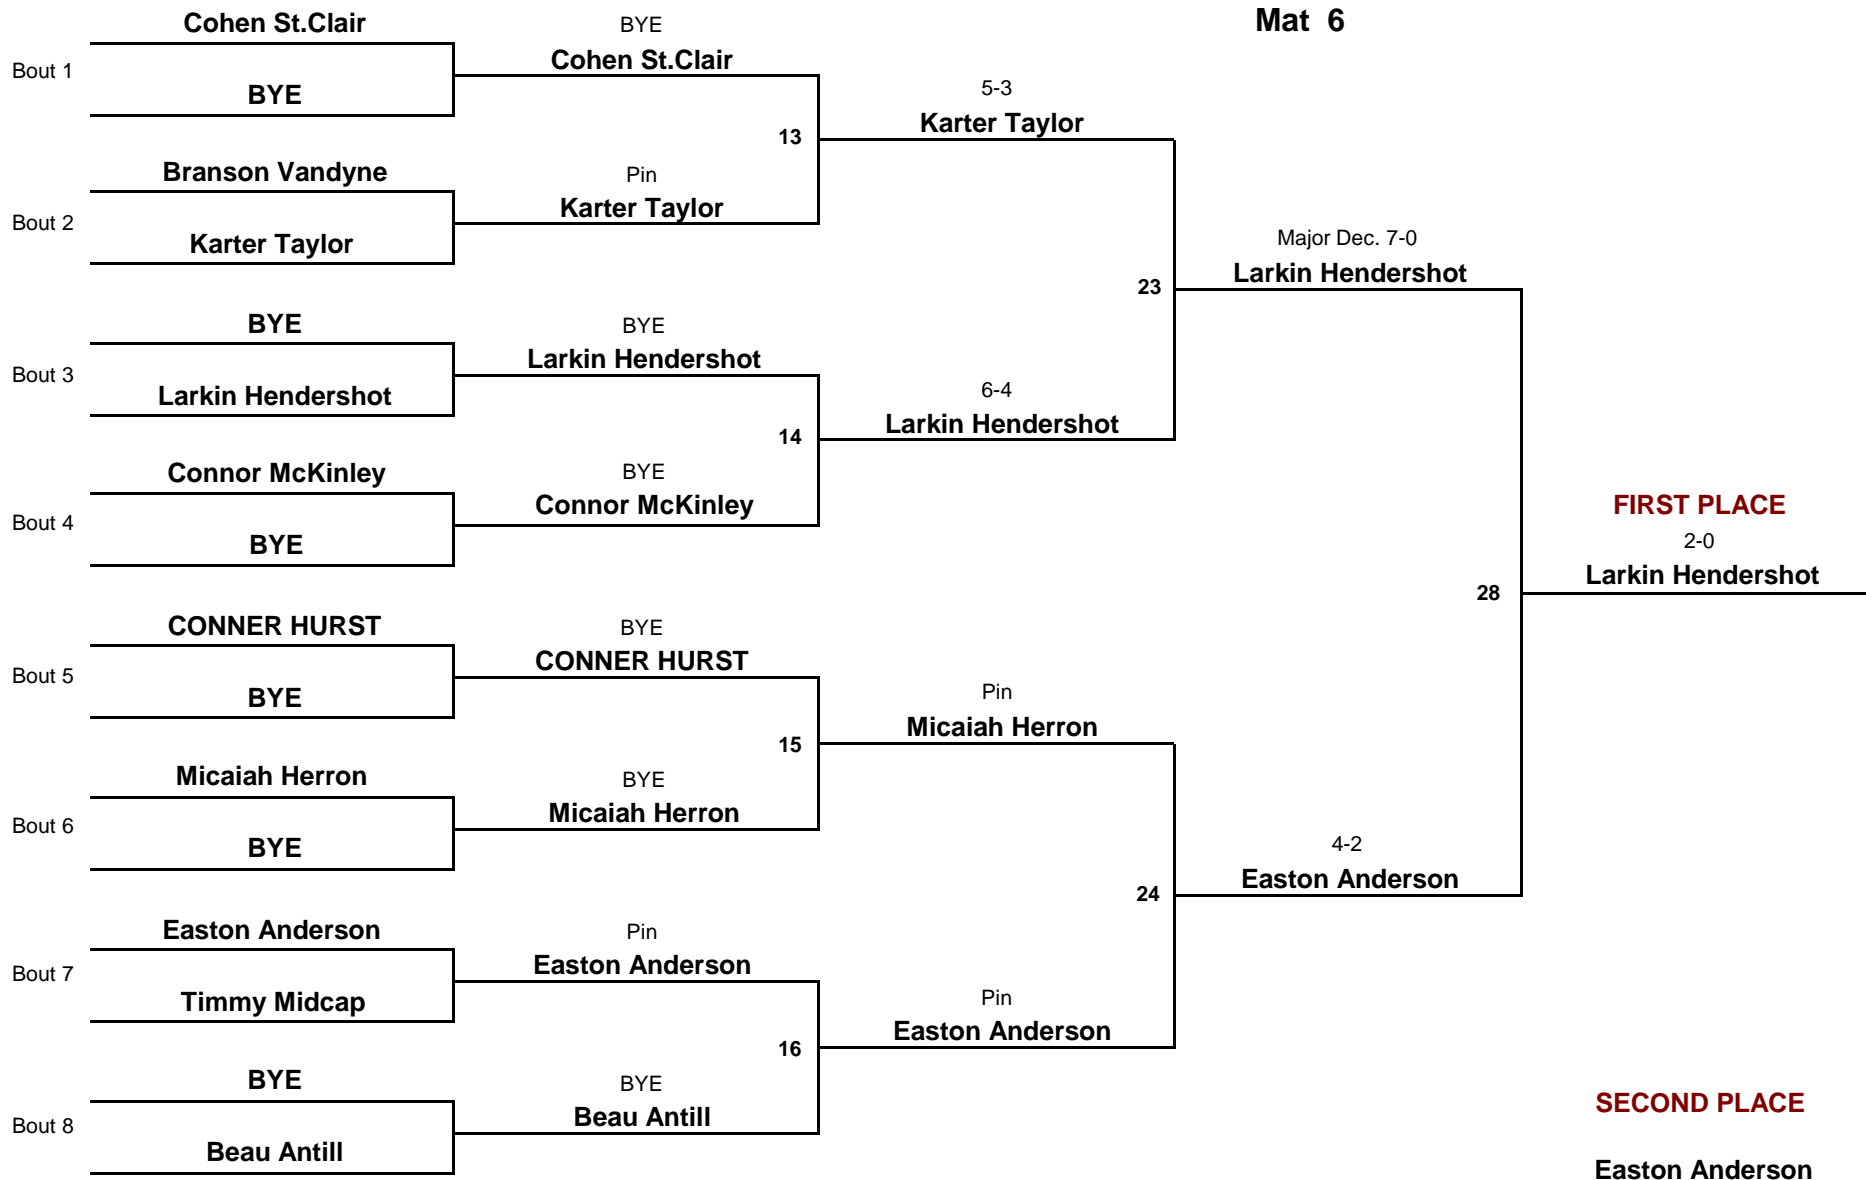 Mat 6
Cohen St.Clair
Bout 1
BYE
Branson Vandyne
Bout 2
Karter Taylor
BYE
Bout 3
Larkin Hendershot
Connor McKinley
Bout 4
BYE
CONNER HURST
Bout 5
BYE
Micaiah Herron
Bout 6
BYE
Easton Anderson
Bout 7
Timmy Midcap
BYE
Bout 8
Beau Antill
BYE
Cohen St.Clair
13
Pin
Karter Taylor
BYE
Larkin Hendershot
14
BYE
Connor McKinley
BYE
CONNER HURST
15
BYE
Micaiah Herron
Pin
Easton Anderson
16
BYE
Beau Antill
5-3
Karter Taylor
23
6-4
Larkin Hendershot
Pin
Micaiah Herron
24
Pin
Easton Anderson
Major Dec. 7-0
Larkin Hendershot
28
4-2
Easton Anderson
FIRST PLACE
2-0
Larkin Hendershot
SECOND PLACE
Easton Anderson